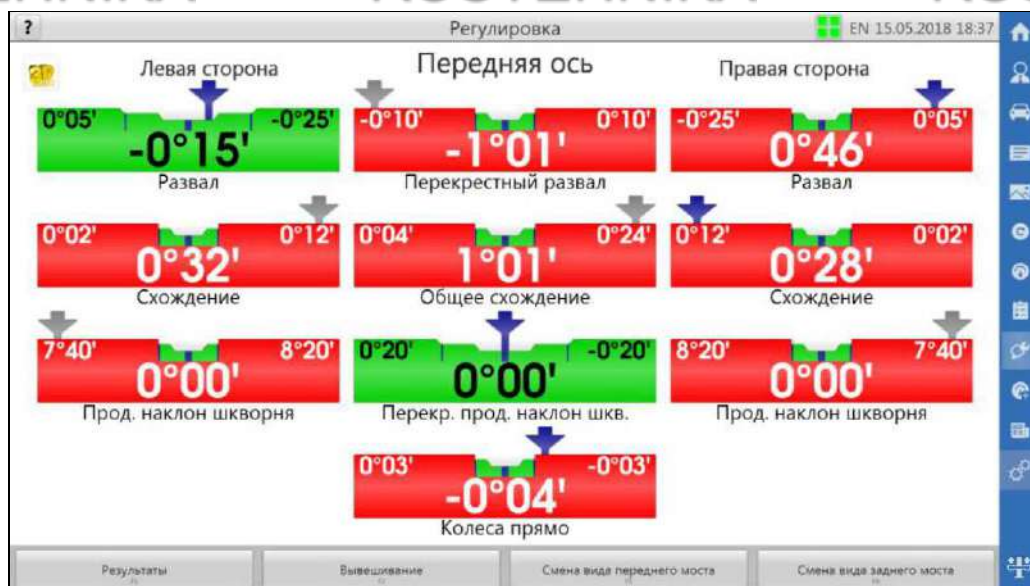 ? Регулировка EN 15.05.2018 18:37
Левая сторона Передняя ось Правая сторона
0°05' -0°25' -0°10' 0°10' -0°25' 0°05'
-0°15' -1°01' 0°46'
Развал Перекрестный развал Развал
0°02' 0°12' 0°04' 0°24' 0°12' 0°02'
0°32' 1°01' 0°28'
Схождение Общее схождение Схождение
7°40' 8°20' 0°20' -0°20' 8°20' 7°40'
0°00' 0°00' 0°00'
Прод. наклон шкворня Перекр. прод. наклон шкв. Прод. наклон шкворня
0°03' -0°03'
-0°04'
Колеса прямо
Результаты Вывешивание Смена вида переднего моста Смена вида заднего моста